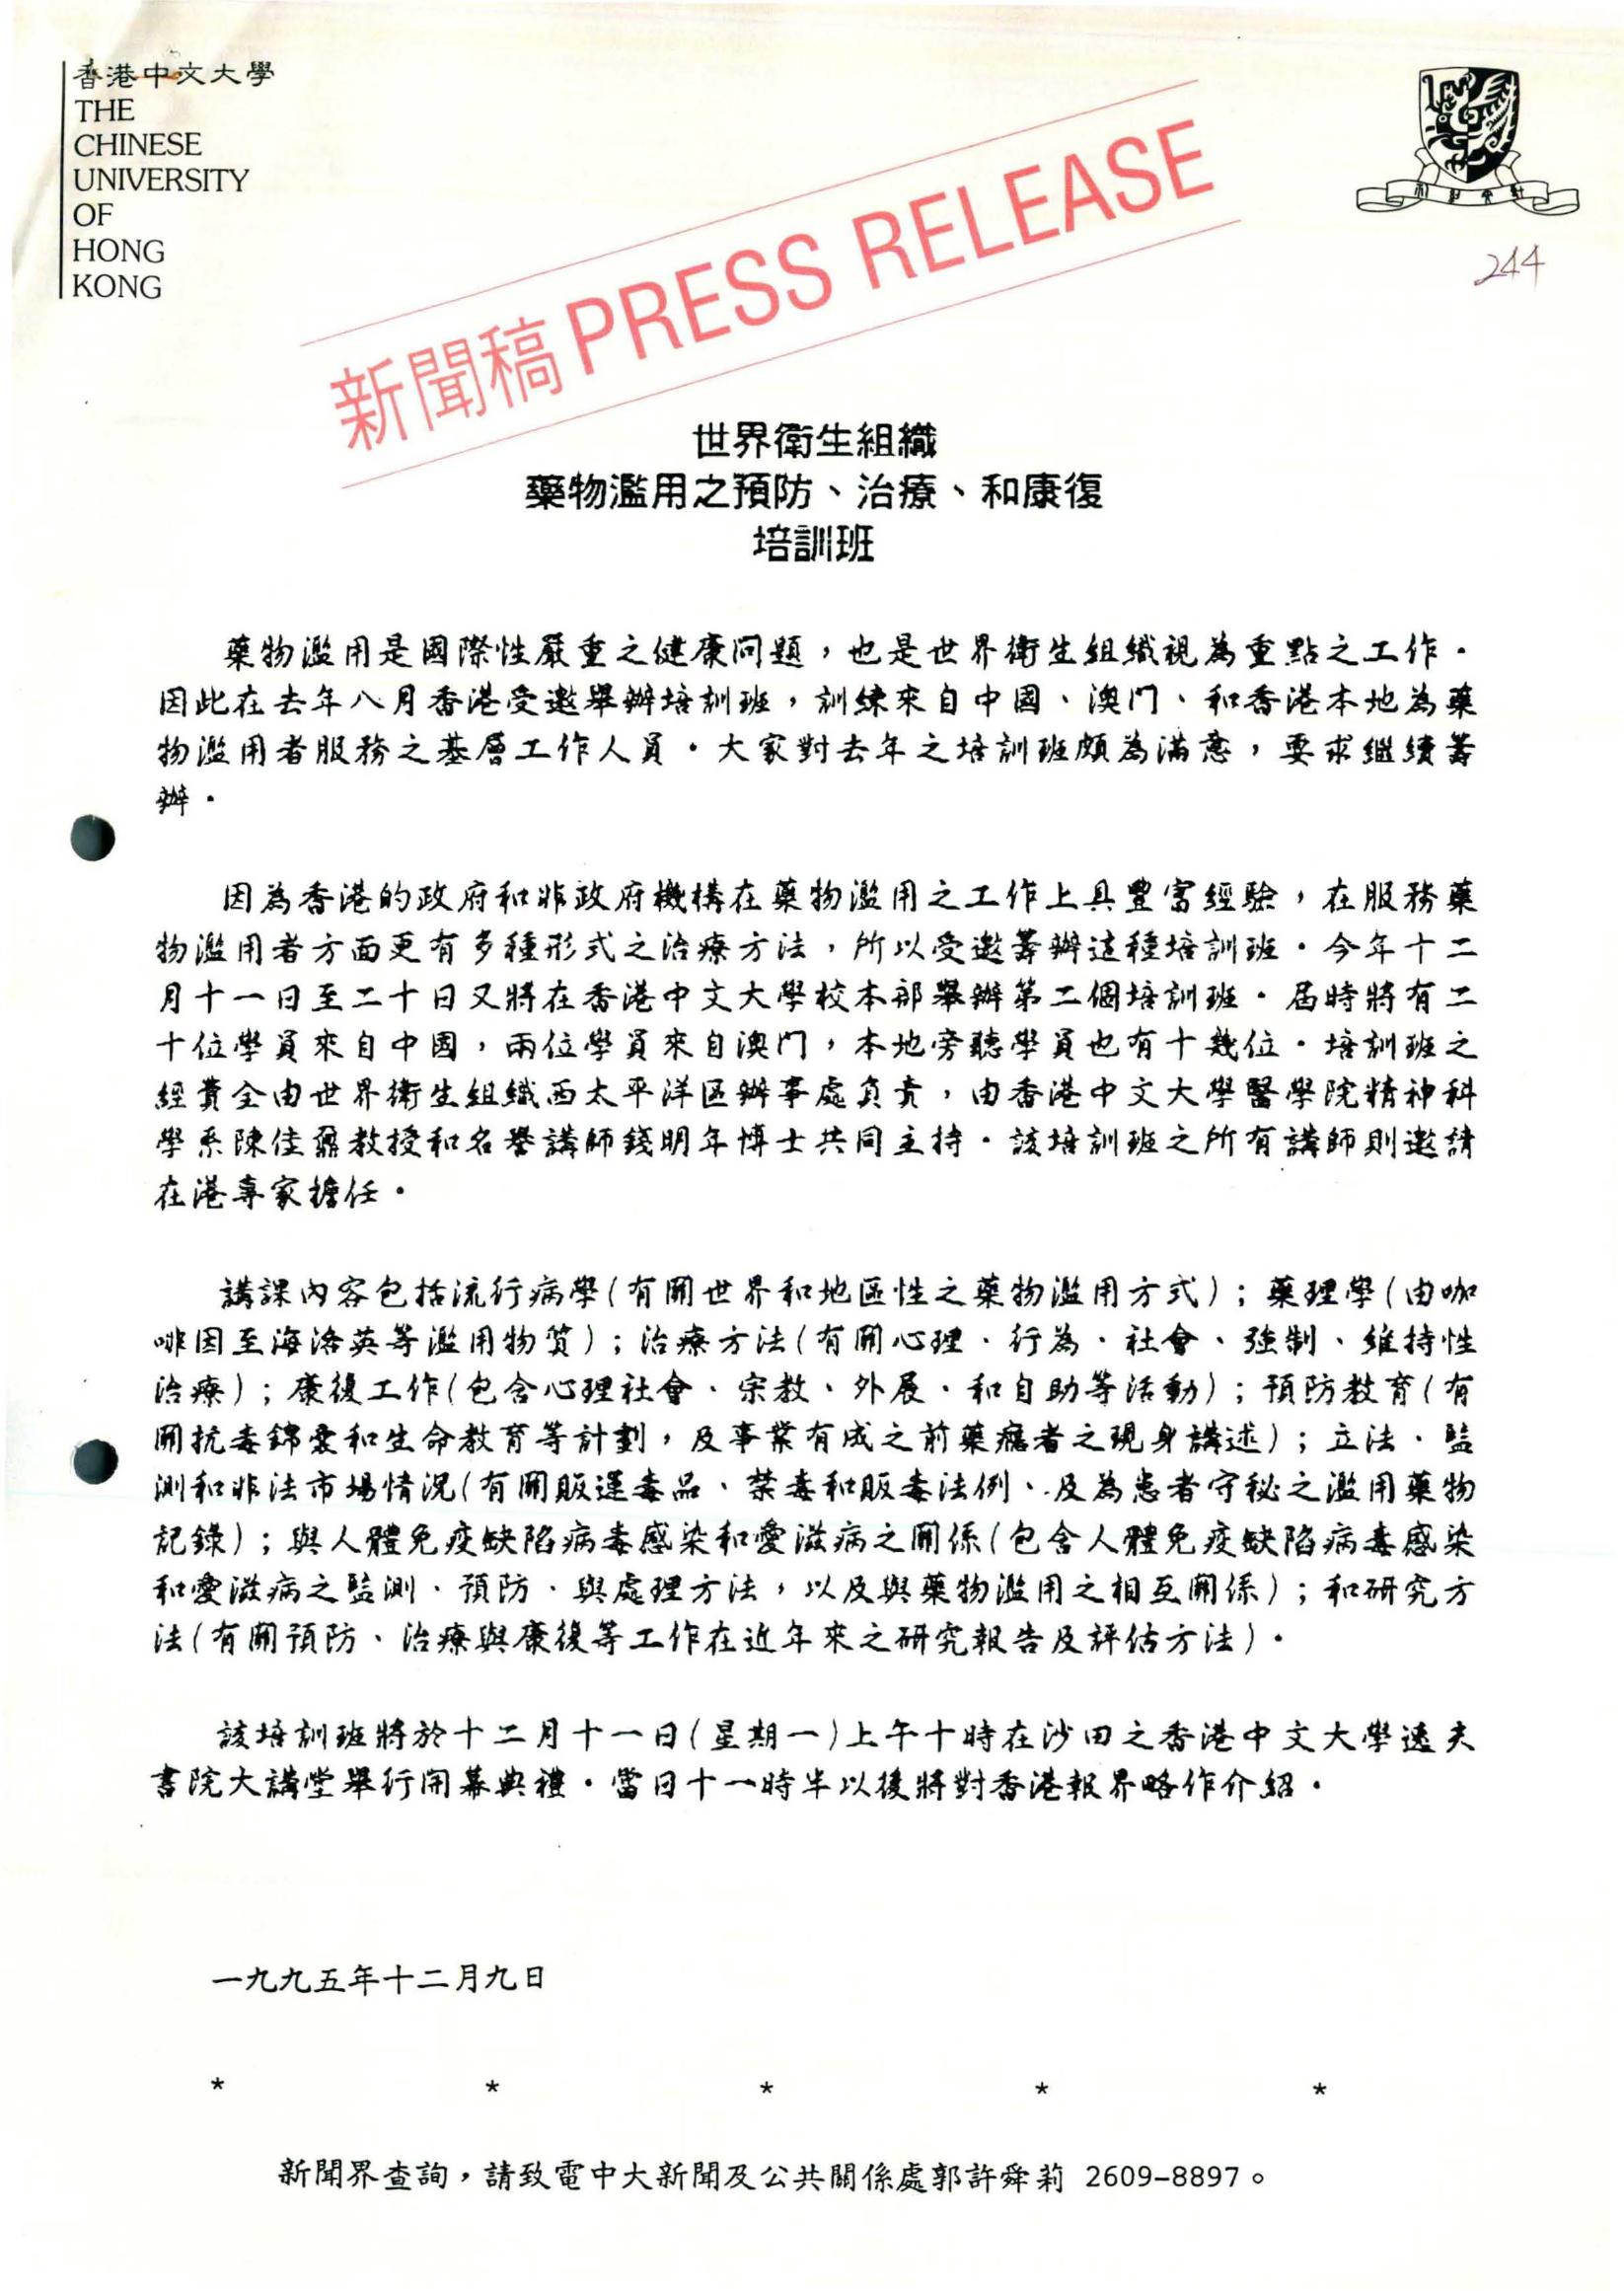 香港中文大學
THE
CHINESE
UNIVERSITY
OF
HONG
KONG
244
新聞稿 PRESS RELEASE
世界衛生組織
藥物濫用之預防、治療、和康復
培訓班
藥物濫用是國際性嚴重之健康問題，也是世界衛生組織視為重點之工作。
因此在去年八月香港受邀舉辦培訓班，訓練來自中國、澳門、和香港本地為藥
物濫用者服務之基層工作人員。大家對去年之培訓班頗為滿意，要求繼續籌
辦。
因為香港的政府和非政府機構在藥物濫用之工作上具豐富經驗，在服務藥
物濫用者方面更有多種形式之治療方法，所以受邀籌辦這種培訓班。今年十二
月十一日至二十日又將在香港中文大學校本部舉辦第二個培訓班。屆時將有二
十位學員來自中國，兩位學員來自澳門，本地旁聽學員也有十幾位。培訓班之
經費全由世界衛生組織西太平洋區辦事處負責，由香港中文大學醫學院精神科
學系陳佳鼐教授和名譽講師錢明年博士共同主持。該培訓班之所有講師則邀請
在港專家擔任。
講課內容包括流行病學(有關世界和地區性之藥物濫用方式)；藥理學(由咖
啡因至海洛英等濫用物質)；治療方法(有關心理、行為、社會、強制、維持性
治療)；康復工作(包含心理社會、宗教、外展、和自助等活動)；預防教育(有
關抗毒錦囊和生命教育等計劃，及事業有成之前藥癮者之現身講述)；立法、監
測和非法市場情況(有關販運毒品、禁毒和販毒法例、及為患者守秘之濫用藥物
記錄)；與人體免疫缺陷病毒感染和愛滋病之關係(包含人體免疫缺陷病毒感染
和愛滋病之監測、預防、與處理方法，以及與藥物濫用之相互關係)；和研究方
法(有關預防、治療與康復等工作在近年來之研究報告及評估方法)。
該培訓班將於十二月十一日(星期一)上午十時在沙田之香港中文大學逸夫
書院大講堂舉行開幕典禮。當日十一時半以後將對香港報界略作介紹。
一九九五年十二月九日
* * * * *
新聞界查詢，請致電中大新聞及公共關係處郭許舜莉 2609-8897。